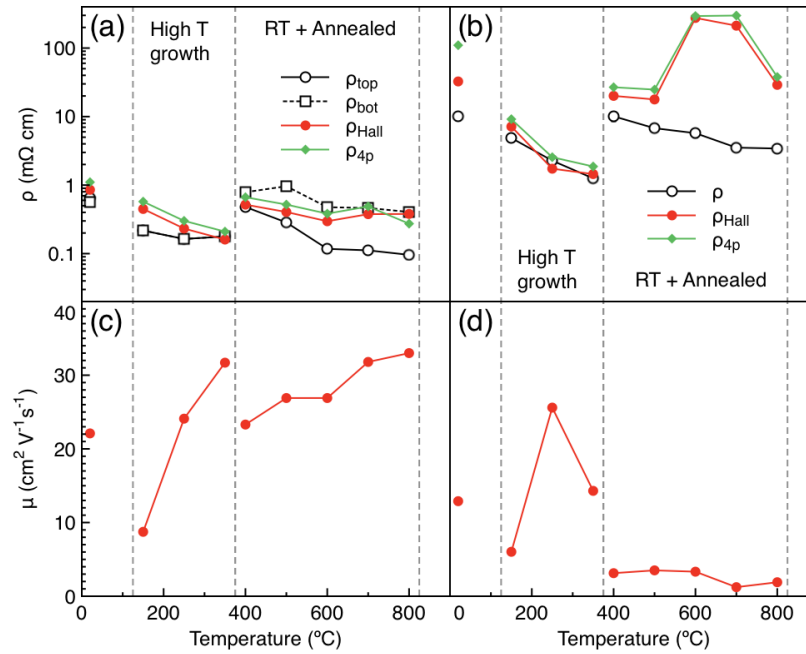 (a)
High T
growth
RT + Annealed
ρtop
ρbot
ρHall
ρ4p
100
10
1
0.1
ρ (mΩ cm)
(b)
ρ
ρHall
ρ4p
High T
growth
RT + Annealed
(c)
40
30
20
10
0
μ (cm² V⁻¹s⁻¹)
0
200
400
600
800
Temperature (ºC)
(d)
0
200
400
600
800
Temperature (ºC)